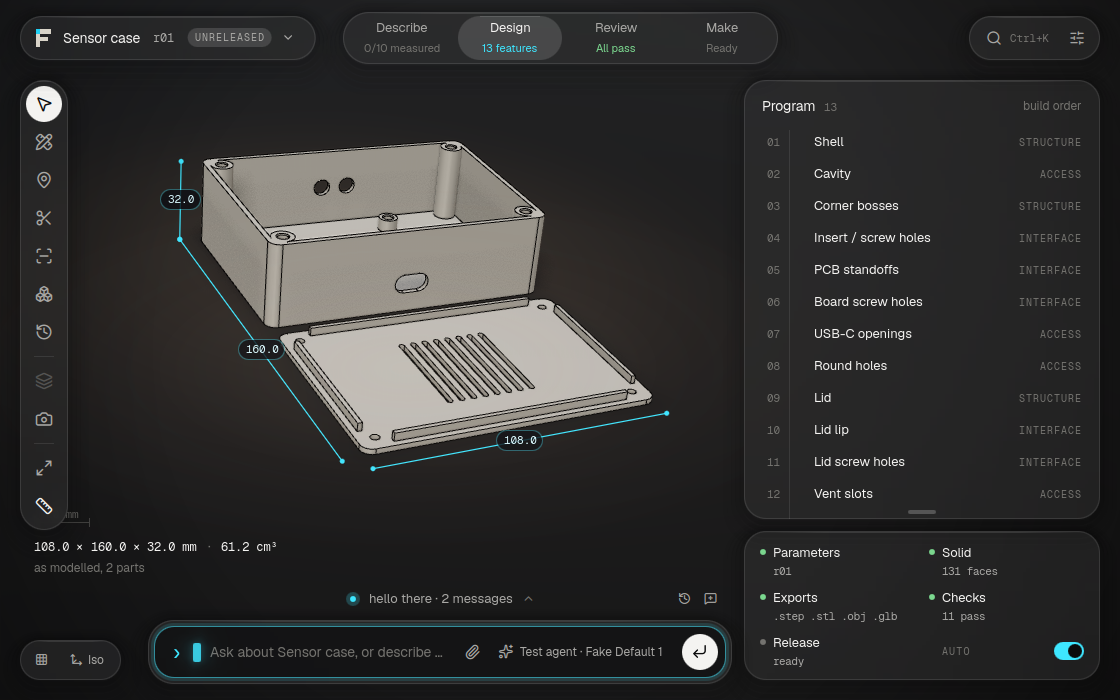 Sensor case r01 UNRELEASED
Describe
0/10 measured
Design
13 features
Review
All pass
Make
Ready
Ctrl+K
32.0
160.0
108.0
mm
108.0 × 160.0 × 32.0 mm · 61.2 cm³
as modelled, 2 parts
hello there · 2 messages
Iso
Ask about Sensor case, or describe …
Test agent · Fake Default 1
Program 13 build order
01 Shell STRUCTURE
02 Cavity ACCESS
03 Corner bosses STRUCTURE
04 Insert / screw holes INTERFACE
05 PCB standoffs INTERFACE
06 Board screw holes INTERFACE
07 USB-C openings ACCESS
08 Round holes ACCESS
09 Lid STRUCTURE
10 Lid lip INTERFACE
11 Lid screw holes INTERFACE
12 Vent slots ACCESS
Parameters
r01
Solid
131 faces
Exports
.step .stl .obj .glb
Checks
11 pass
Release
ready
AUTO